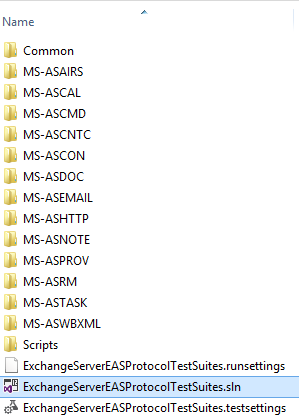 Name
Common
MS-ASAIRS
MS-ASCAL
MS-ASCMD
MS-ASCNTC
MS-ASCON
MS-ASDOC
MS-ASEMAIL
MS-ASHTTP
MS-ASNOTE
MS-ASPROV
MS-ASRM
MS-ASTASK
MS-ASWBXML
Scripts
ExchangeServerEASProtocolTestSuites.runsettings
ExchangeServerEASProtocolTestSuites.sln
ExchangeServerEASProtocolTestSuites.testsettings